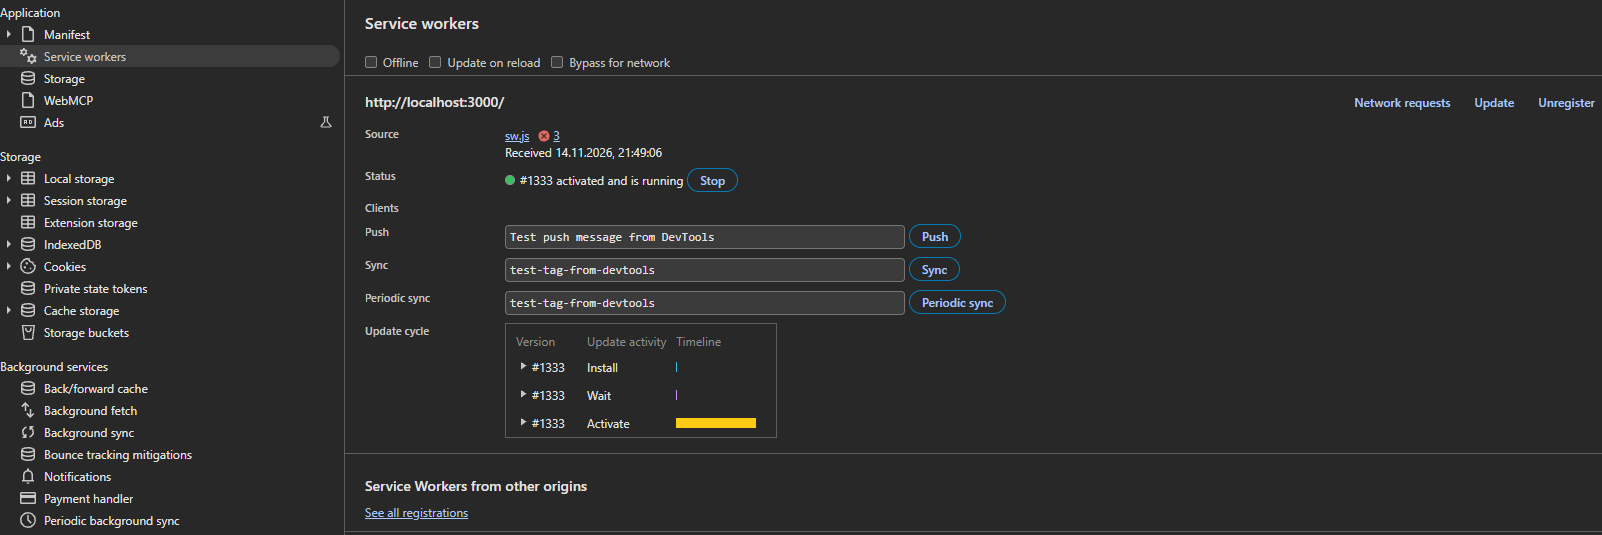 Application
Manifest
Service workers
Storage
WebMCP
Ads
Storage
Local storage
Session storage
Extension storage
IndexedDB
Cookies
Private state tokens
Cache storage
Storage buckets
Background services
Back/forward cache
Background fetch
Background sync
Bounce tracking mitigations
Notifications
Payment handler
Periodic background sync
Service workers
Offline Update on reload Bypass for network
http://localhost:3000/ Network requests Update Unregister
Source sw.js 3
Received 14.11.2026, 21:49:06
Status #1333 activated and is running Stop
Clients
Push Test push message from DevTools Push
Sync test-tag-from-devtools Sync
Periodic sync test-tag-from-devtools Periodic sync
Update cycle
Version Update activity Timeline
#1333 Install
#1333 Wait
#1333 Activate
Service Workers from other origins
See all registrations